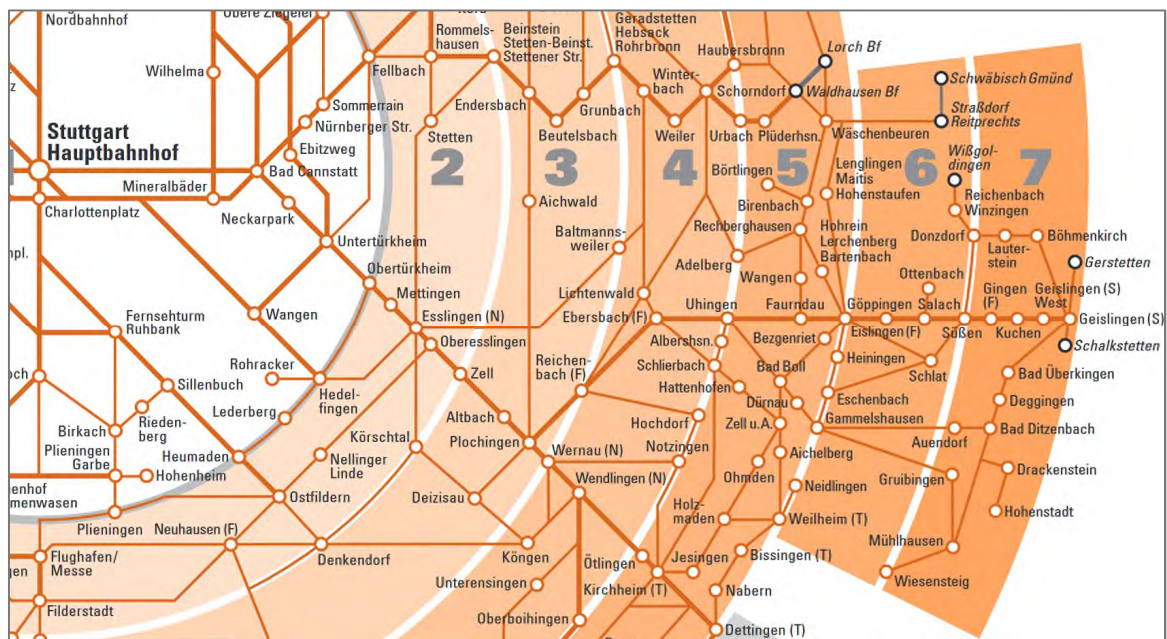 Nordbahnhof
Obere Ziegelei
Wilhelma
Stuttgart
Hauptbahnhof
Charlottenplatz
Mineralbäder
Bad Cannstatt
Neckarpark
Ebitzweg
Nürnberger Str.
Sommerrain
Fellbach
Rommels-
hausen
Stetten
Beinstein
Stetten-Beinst.
Stettener Str.
Endersbach
Beutelsbach
Geradstetten
Hebsack
Rohrbronn
Grunbach
Winter-
bach
Weiler
Haubersbronn
Schorndorf
Urbach
Plüderhsn.
Lorch Bf
Waldhausen Bf
Wäschenbeuren
Schwäbisch Gmünd
Straßdorf
Reitprechts
Wißgol-
dingen
Reichenbach
Winzingen
1
2
3
4
5
6
7
Börtlingen
Birenbach
Rechberghausen
Adelberg
Wangen
Lenglingen
Maitis
Hohenstaufen
Hohrein
Lerchenberg
Bartenbach
Donzdorf
Lauter-
stein
Böhmenkirch
Gerstetten
Ottenbach
Salach
Gingen
(F)
Geislingen (S)
West
Geislingen (S)
Schalkstetten
Kuchen
Süßen
Eislingen (F)
Göppingen
Faurndau
Uhingen
Ebersbach (F)
Lichtenwald
Baltmanns-
weiler
Aichwald
Untertürkheim
Obertürkheim
Mettingen
Esslingen (N)
Oberesslingen
Zell
Altbach
Plochingen
Reichen-
bach (F)
Wernau (N)
Wendlingen (N)
Hochdorf
Notzingen
Albershsn.
Schlierbach
Hattenhofen
Bezgenriet
Bad Boll
Dürnau
Zell u.A.
Aichelberg
Ohmden
Neidlingen
Holz-
maden
Weilheim (T)
Bissingen (T)
Jesingen
Nabern
Heiningen
Eschenbach
Gammelshausen
Schlat
Auendorf
Gruibingen
Mühlhausen
Wiesensteig
Bad Überkingen
Deggingen
Bad Ditzenbach
Drackenstein
Hohenstadt
Wangen
Fernsehturm
Ruhbank
Rohracker
Hedel-
fingen
Sillenbuch
Lederberg
Rieden-
berg
Birkach
Plieningen
Garbe
Hohenheim
Heumaden
Plieningen
Ostfildern
Nellinger
Linde
Körschtal
Deizisau
Neuhausen (F)
Denkendorf
Köngen
Flughafen/
Messe
Filderstadt
Unterensingen
Oberboihingen
Ötlingen
Kirchheim (T)
Dettingen (T)